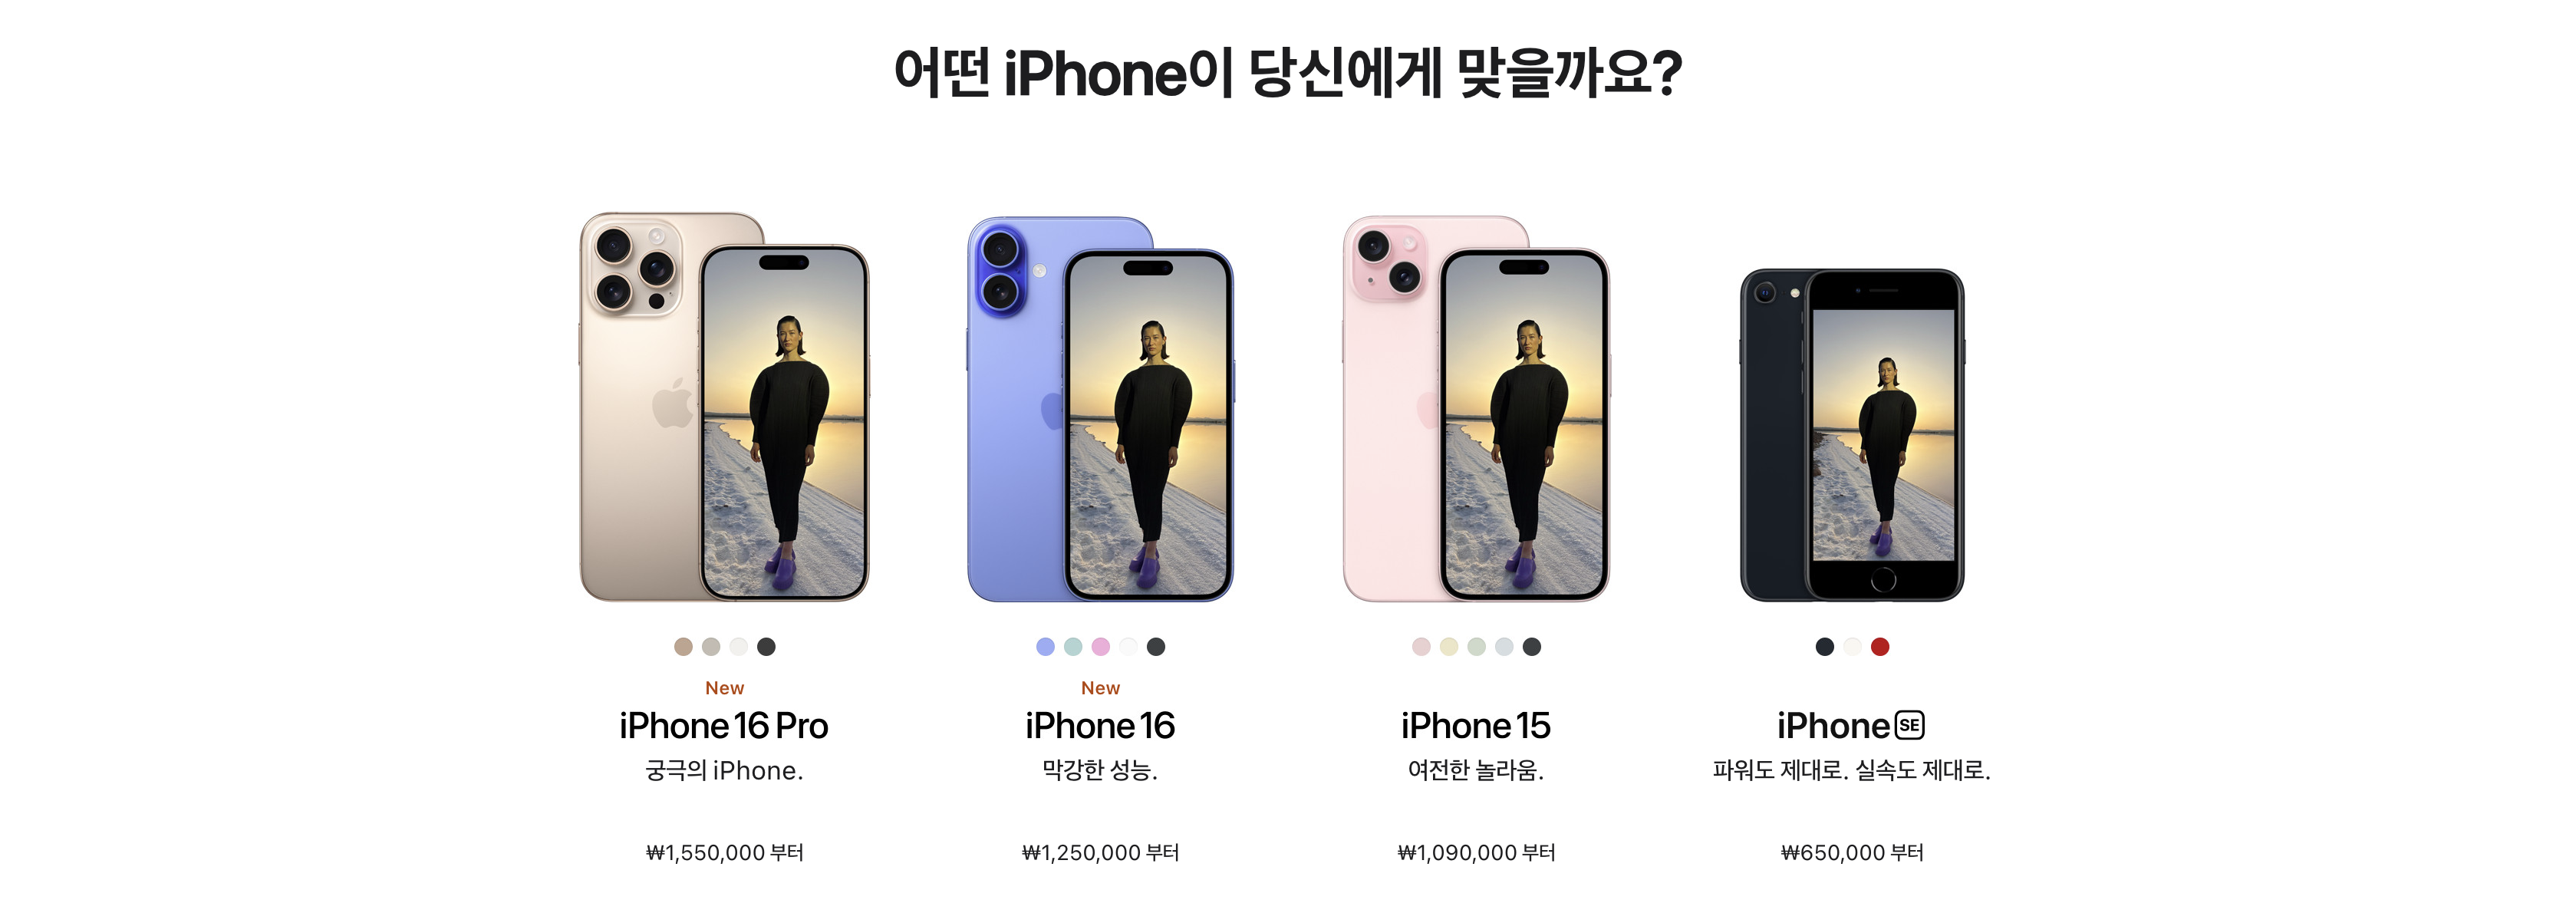 어떤 iPhone이 당신에게 맞을까요?
New
iPhone 16 Pro
궁극의 iPhone.
₩1,550,000 부터
New
iPhone 16
막강한 성능.
₩1,250,000 부터
iPhone 15
여전한 놀라움.
₩1,090,000 부터
iPhone SE
파워도 제대로. 실속도 제대로.
₩650,000 부터